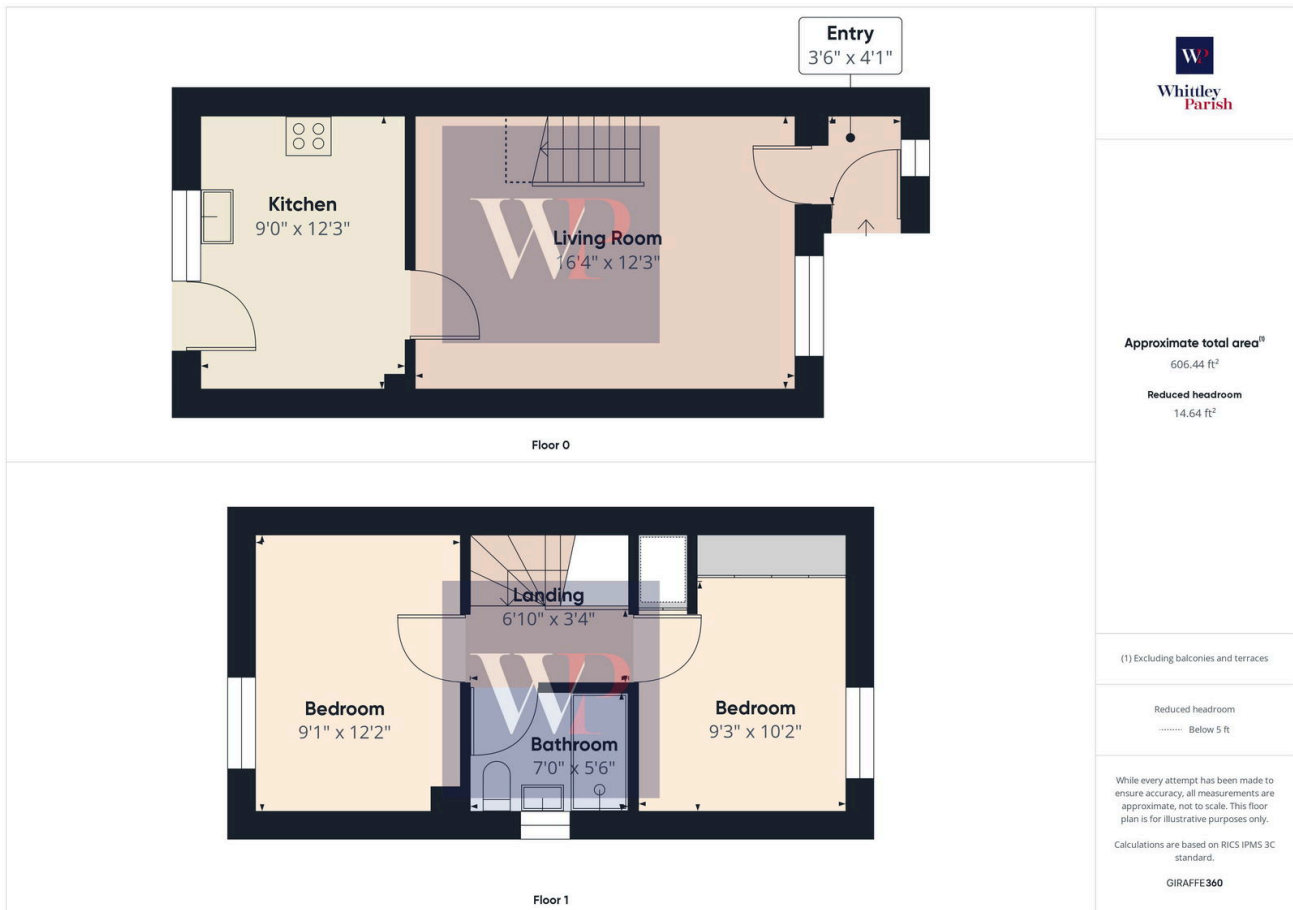 Entry
3'6" x 4'1"
Kitchen
9'0" x 12'3"
WP
Living Room
16'4" x 12'3"
Floor 0
Landing
6'10" x 3'4"
WP
Bedroom
9'1" x 12'2"
Bathroom
7'0" x 5'6"
Bedroom
9'3" x 10'2"
Floor 1
WP
Whittley
Parish
Approximate total area(1)
606.44 ft²
Reduced headroom
14.64 ft²
(1) Excluding balconies and terraces
Reduced headroom
Below 5 ft
While every attempt has been made to
ensure accuracy, all measurements are
approximate, not to scale. This floor
plan is for illustrative purposes only.
Calculations are based on RICS IPMS 3C
standard.
GIRAFFE360